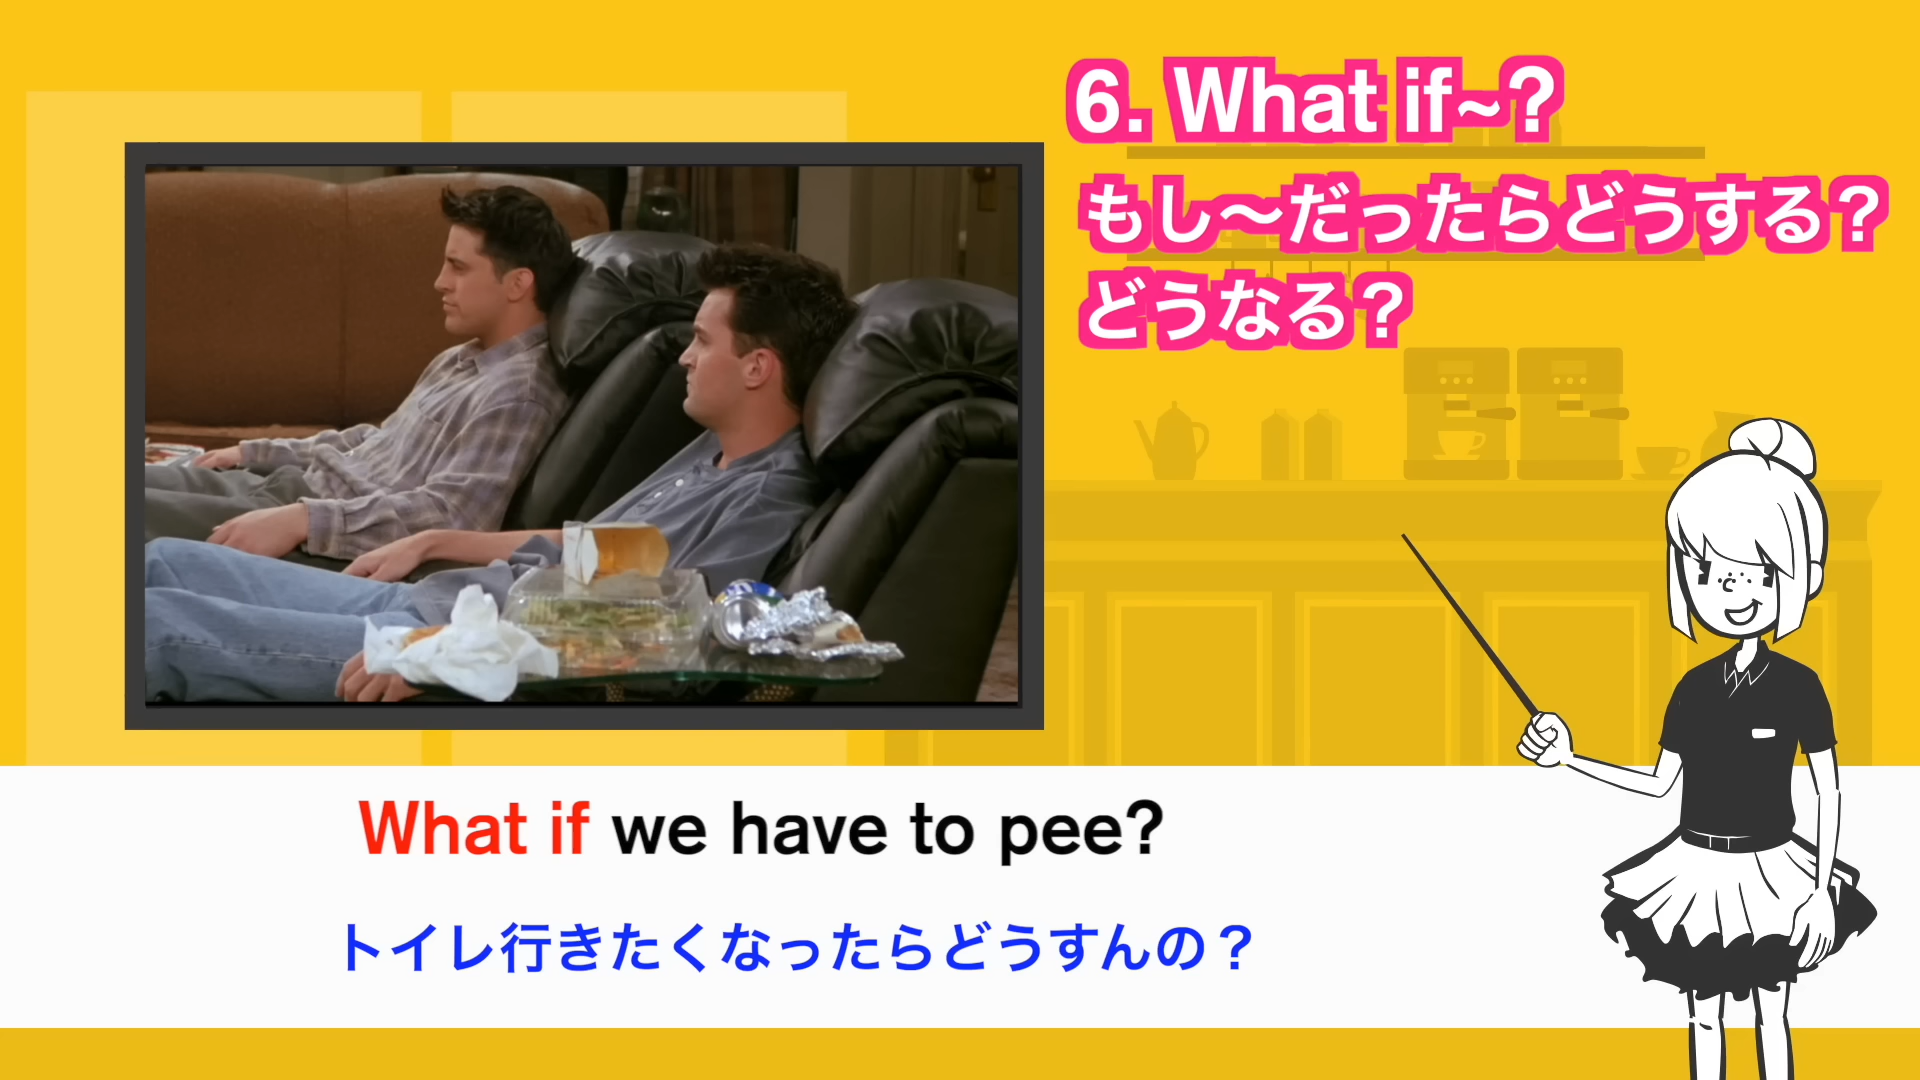 6. What if~?
もし〜だったらどうする？
どうなる？
What if we have to pee?
トイレ行きたくなったらどうすんの？